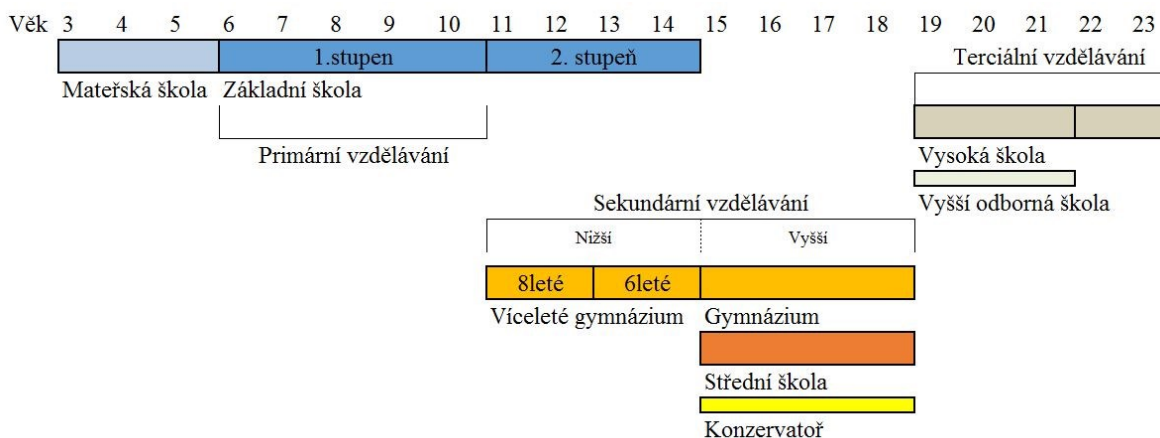 Věk 3 4 5 6 7 8 9 10 11 12 13 14 15 16 17 18 19 20 21 22 23
1.stupen 2. stupeň Terciální vzdělávání
Mateřská škola Základní škola
Primární vzdělávání
Vysoká škola
Vyšší odborná škola
Sekundární vzdělávání
Nižší Vyšší
8leté 6leté
Víceleté gymnázium Gymnázium
Střední škola
Konzervatoř